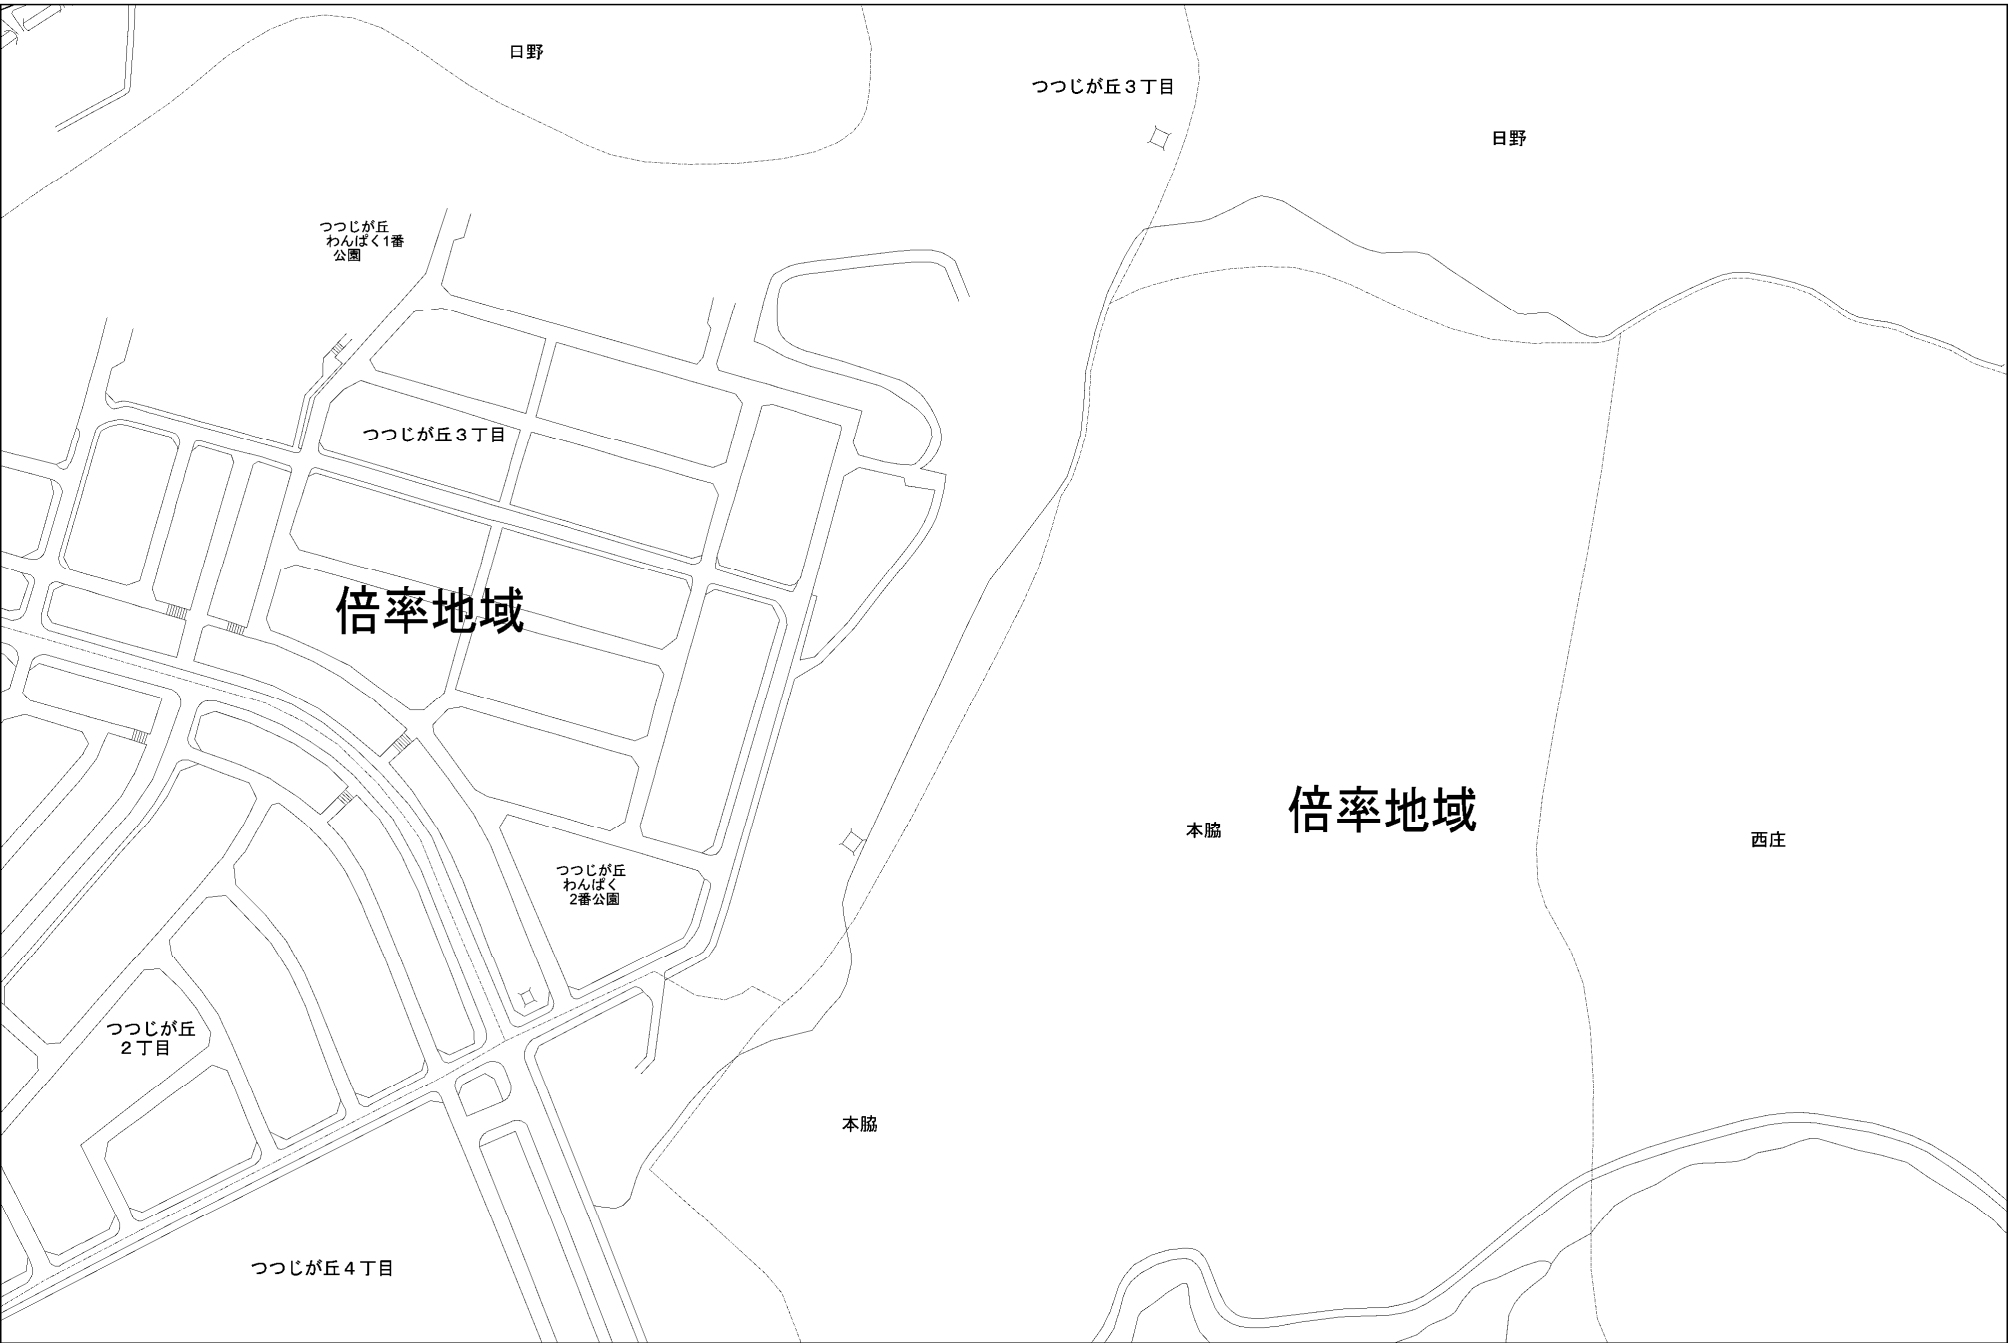 日野
つつじが丘３丁目
日野
つつじが丘
わんぱく1番
公園
つつじが丘３丁目
倍率地域
倍率地域
本脇
西庄
つつじが丘
わんぱく
2番公園
つつじが丘
２丁目
本脇
つつじが丘４丁目